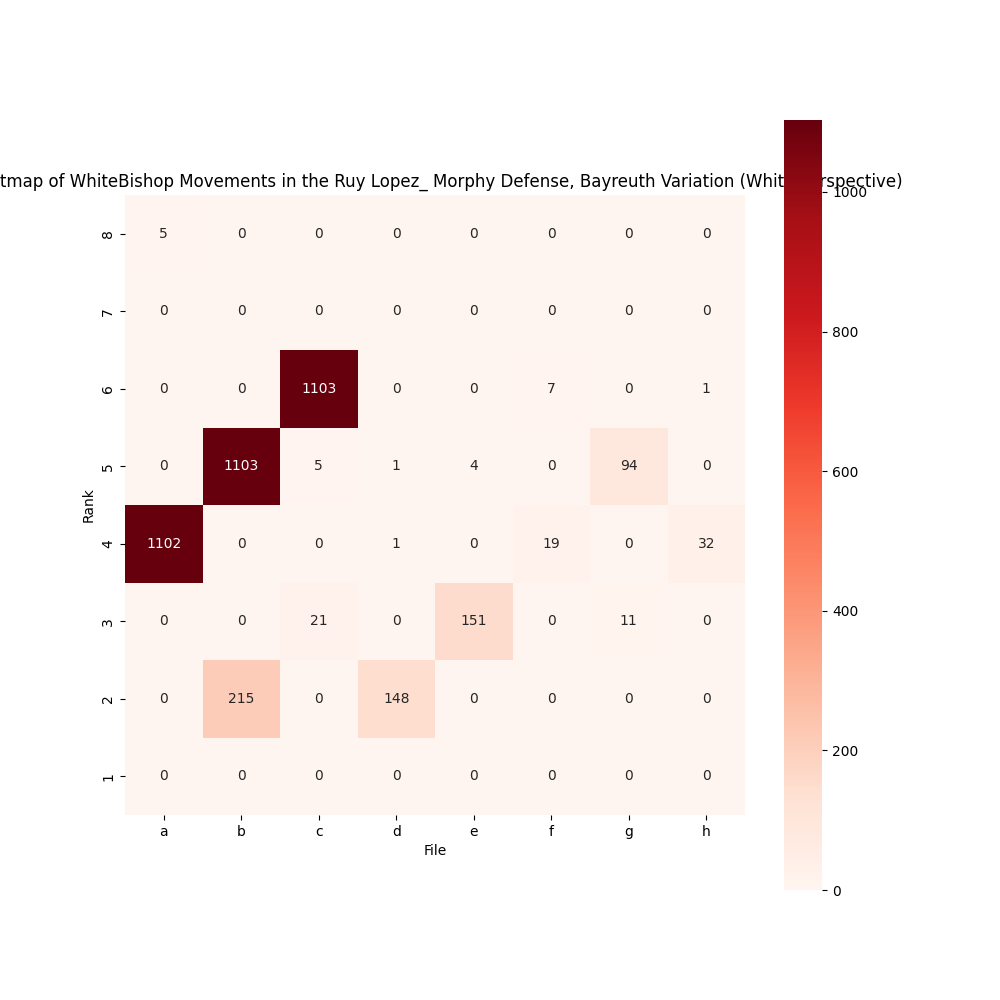 tmap of WhiteBishop Movements in the Ruy Lopez_ Morphy Defense, Bayreuth Variation (Whit rspective)
1000
8 5 0 0 0 0 0 0 0
7 0 0 0 0 0 0 0 0
800
6 0 0 1103 0 0 7 0 1
5 0 1103 5 1 4 0 94 0
600
Rank
4 1102 0 0 1 0 19 0 32
400
3 0 0 21 0 151 0 11 0
2 0 215 0 148 0 0 0 0
200
1 0 0 0 0 0 0 0 0
a b c d e f g h
File
0